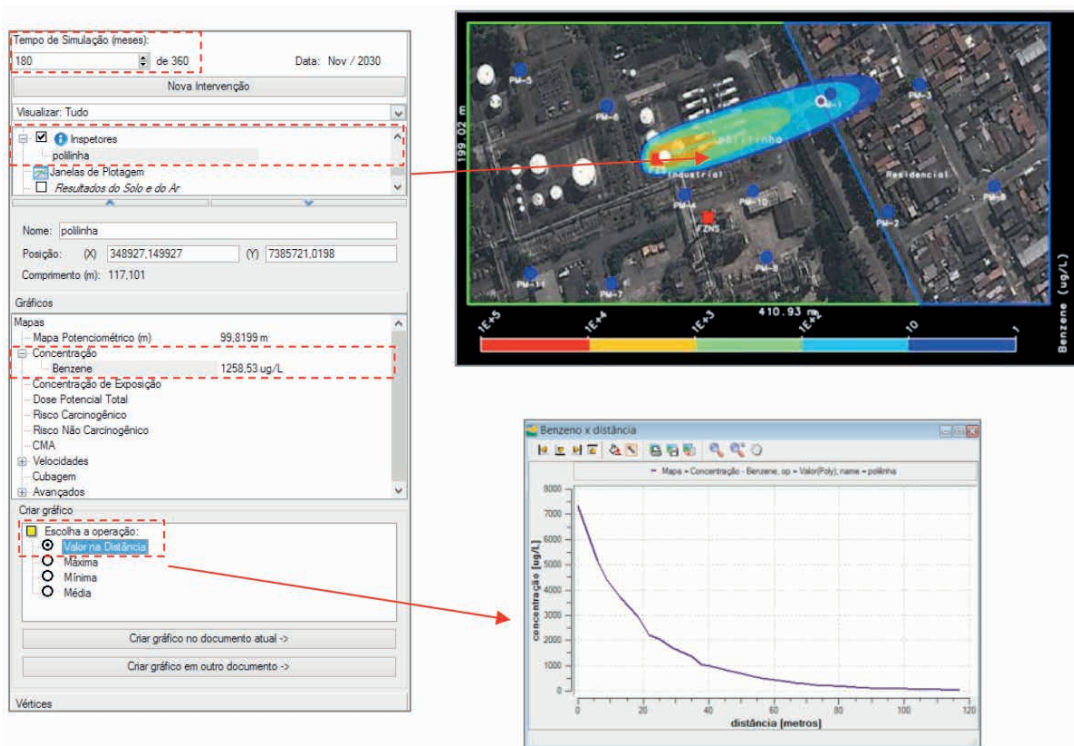 Tempo de Simulação (meses):
180 de 360 Data: Nov / 2030
Nova Intervenção
Visualizar: Tudo
Inspetores
polilinha
Janelas de Plotagem
Resultados do Solo e do Ar
Nome: polilinha
Posição: (X) 348927,149927 (Y) 7385721,0198
Comprimento (m): 117,101
Gráficos
Mapas
Mapa Potenciométrico (m) 99,8199 m
Concentração
Benzene 1258,53 ug/L
Concentração de Exposição
Dose Potencial Total
Risco Carcinogênico
Risco Não Carcinogênico
CMA
Velocidades
Cubagem
Avançados
Criar gráfico
Escolha a operação:
Valor na Distância
Máxima
Mínima
Média
Criar gráfico no documento atual ->
Criar gráfico em outro documento ->
Vértices
199.02 m
PM-5
PM-6
PM-1
PM-3
polilinha
Industrial
Residencial
PM-10
PM-9
PM-2
FZNS
PM-8
PM-7
410.93 m
1E+5 1E+4 1E+3 1E+2 10 1
Benzene (ug/L)
Benzeno x distância
Mapa = Concentração - Benzene, op = Valor(Poly), name = polilinha
concentração [ug/L]
8000
7000
6000
5000
4000
3000
2000
1000
0
0 20 40 60 80 100 120
distância [metros]